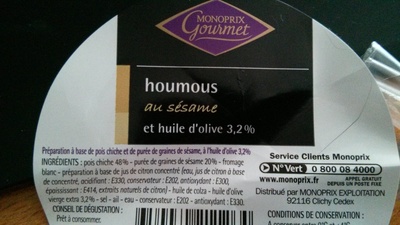 MONOPRIX
Gourmet
houmous
au sésame
et huile d'olive 3,2%
Préparation à base de pois chiche et de purée de graines de sésame, à l'huile d'olive 3,2%
INGRÉDIENTS : pois chiche 48% - purée de graines de sésame 20% - fromage
blanc - préparation à base de jus de citron concentré (eau, jus de citron à base
de concentré, acidifiant : E330, conservateur : E202, antioxydant : E300,
épaississant : E414, extraits naturels de citron) - huile de colza - huile d'olive
vierge extra 3,2% - sel - ail - eau - conservateur : E202 - antioxydant : E330.
CONSEIL DE DÉGUSTATION :
Prêt à consommer.
Service Clients Monoprix
N° Vert 0 800 08 4000
www.monoprix.fr
APPEL GRATUIT
DEPUIS UN POSTE FIXE
Distribué par MONOPRIX EXPLOITATION
92116 Clichy Cedex
CONDITIONS DE CONSERVATION :